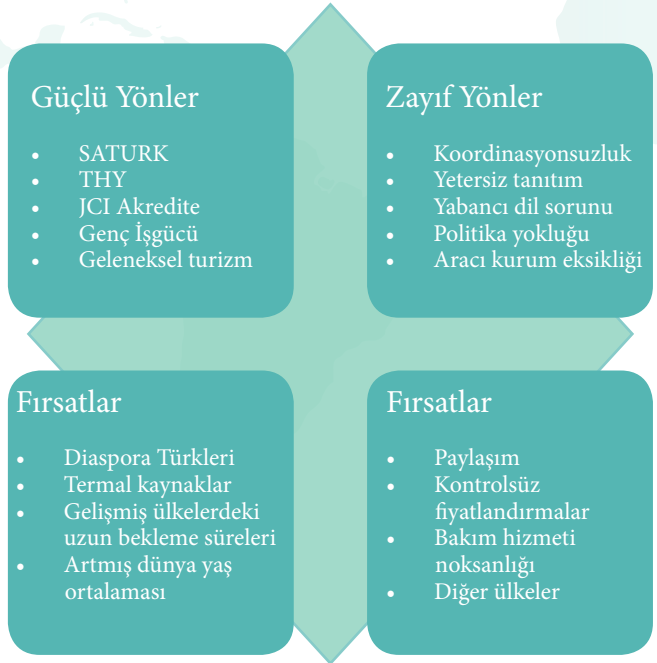 Güçlü Yönler
• SATURK
• THY
• JCI Akredite
• Genç İşgücü
• Geleneksel turizm
Zayıf Yönler
• Koordinasyonsuzluk
• Yetersiz tanıtım
• Yabancı dil sorunu
• Politika yokluğu
• Aracı kurum eksikliği
Fırsatlar
• Diaspora Türkleri
• Termal kaynaklar
• Gelişmiş ülkelerdeki
uzun bekleme süreleri
• Artmış dünya yaş
ortalaması
Fırsatlar
• Paylaşım
• Kontrolsüz
fiyatlandırmalar
• Bakım hizmeti
noksanlığı
• Diğer ülkeler